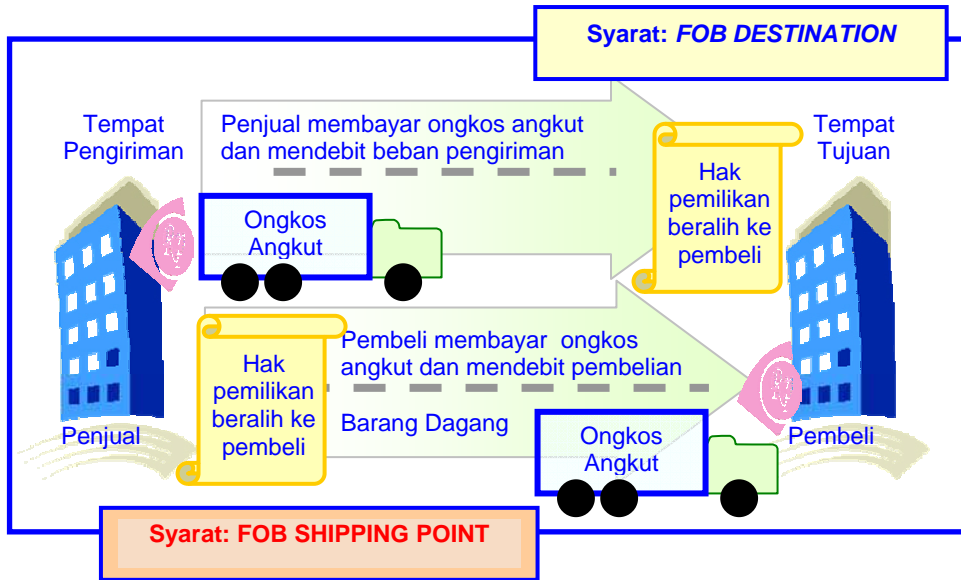 Syarat: FOB DESTINATION
Tempat
Pengiriman
Penjual membayar ongkos angkut
dan mendebit beban pengiriman
Tempat
Tujuan
Hak
pemilikan
beralih ke
pembeli
Ongkos
Angkut
Hak
pemilikan
beralih ke
pembeli
Pembeli membayar ongkos
angkut dan mendebit pembelian
Barang Dagang
Ongkos
Angkut
Penjual
Pembeli
Syarat: FOB SHIPPING POINT